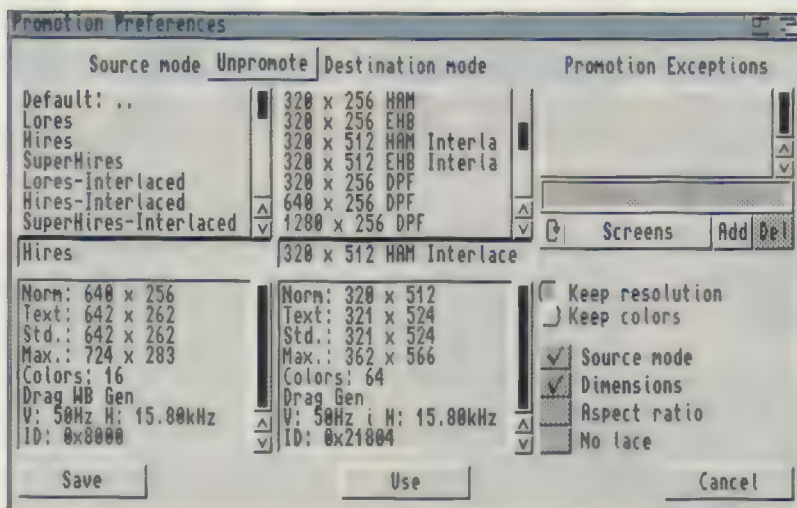 Promotion Preferences
Source mode Unpromote Destination mode
Promotion Exceptions
Default: ..
Lores
Hires
SuperHires
Lores-Interlaced
Hires-Interlaced
SuperHires-Interlaced
Hires
320 x 256 HAM
320 x 256 EHB
320 x 512 HAM Interla
320 x 512 EHB Interla
320 x 256 DPF
640 x 256 DPF
1280 x 256 DPF
320 x 512 HAM Interlace
Screens
Add
Del
Norm: 640 x 256
Text: 642 x 262
Std.: 642 x 262
Max.: 724 x 283
Colors: 16
Drag WB Gen
V: 50Hz H: 15.80kHz
ID: 0x8000
Norm: 320 x 512
Text: 321 x 524
Std.: 321 x 524
Max.: 362 x 566
Colors: 64
Drag Gen
V: 50Hz i H: 15.80kHz
ID: 0x21804
Keep resolution
Keep colors
Source mode
Dimensions
Aspect ratio
No lace
Save
Use
Cancel